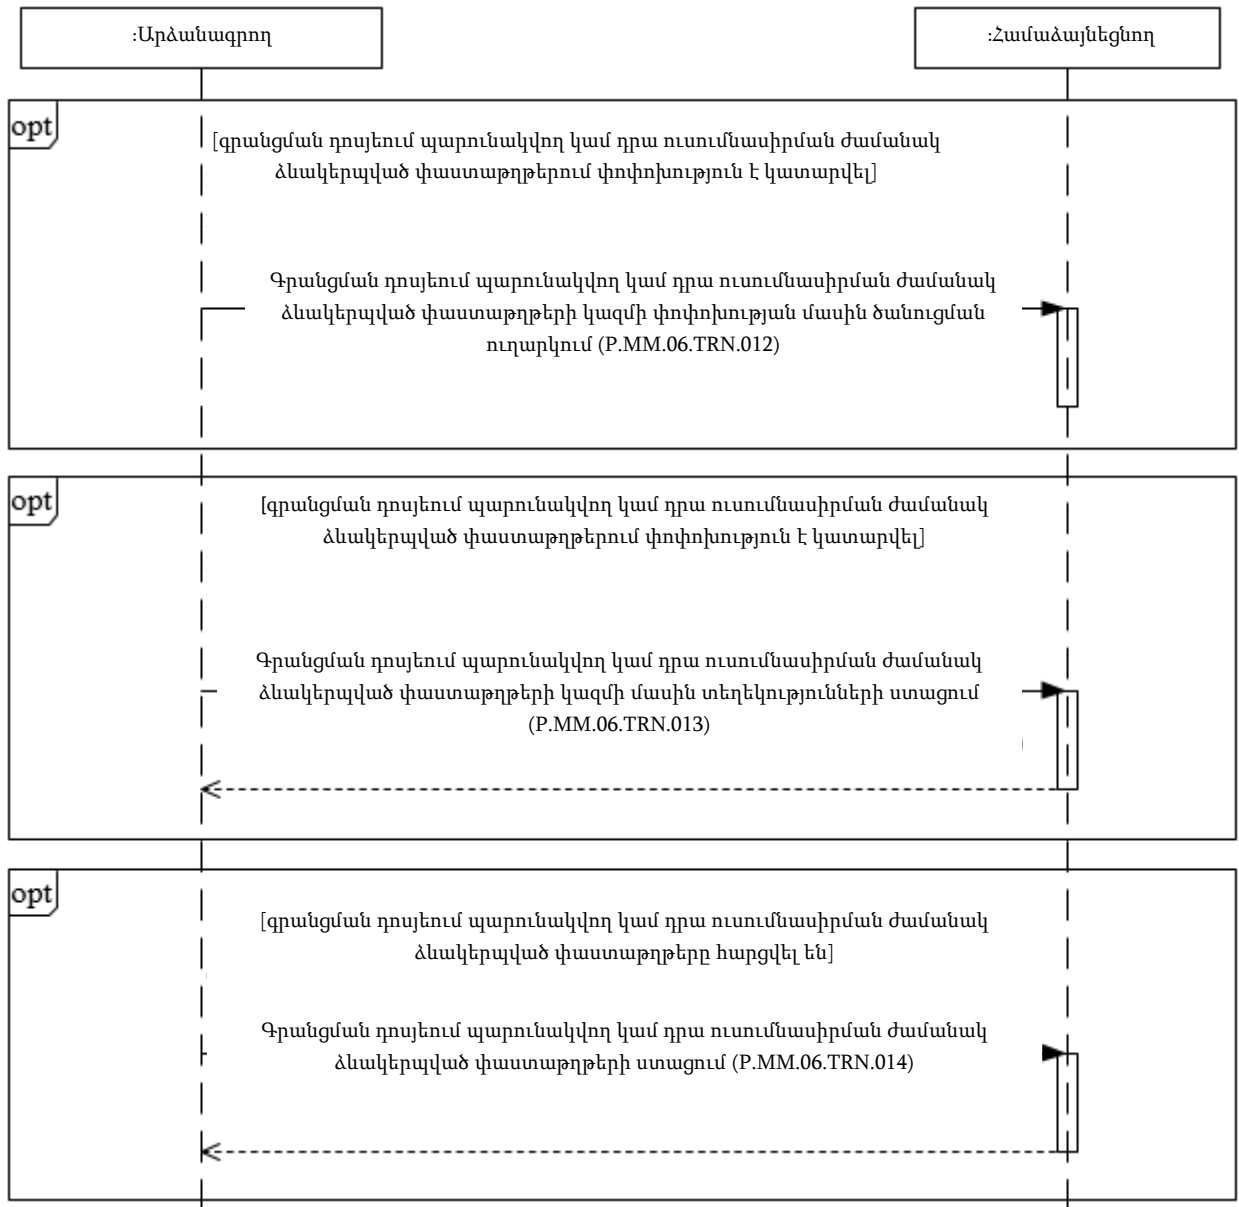 :Արձանագրող
:Համաձայնեցնող
opt
[գրանցման դոսյեում պարունակվող կամ դրա ուսումնասիրման ժամանակ
ձևակերպված փաստաթղթերում փոփոխություն է կատարվել]
Գրանցման դոսյեում պարունակվող կամ դրա ուսումնասիրման ժամանակ
ձևակերպված փաստաթղթերի կազմի փոփոխության մասին ծանուցման
ուղարկում (P.MM.06.TRN.012)
opt
[գրանցման դոսյեում պարունակվող կամ դրա ուսումնասիրման ժամանակ
ձևակերպված փաստաթղթերում փոփոխություն է կատարվել]
Գրանցման դոսյեում պարունակվող կամ դրա ուսումնասիրման ժամանակ
ձևակերպված փաստաթղթերի կազմի մասին տեղեկությունների ստացում
(P.MM.06.TRN.013)
opt
[գրանցման դոսյեում պարունակվող կամ դրա ուսումնասիրման ժամանակ
ձևակերպված փաստաթղթերը հարցվել են]
Գրանցման դոսյեում պարունակվող կամ դրա ուսումնասիրման ժամանակ
ձևակերպված փաստաթղթերի ստացում (P.MM.06.TRN.014)